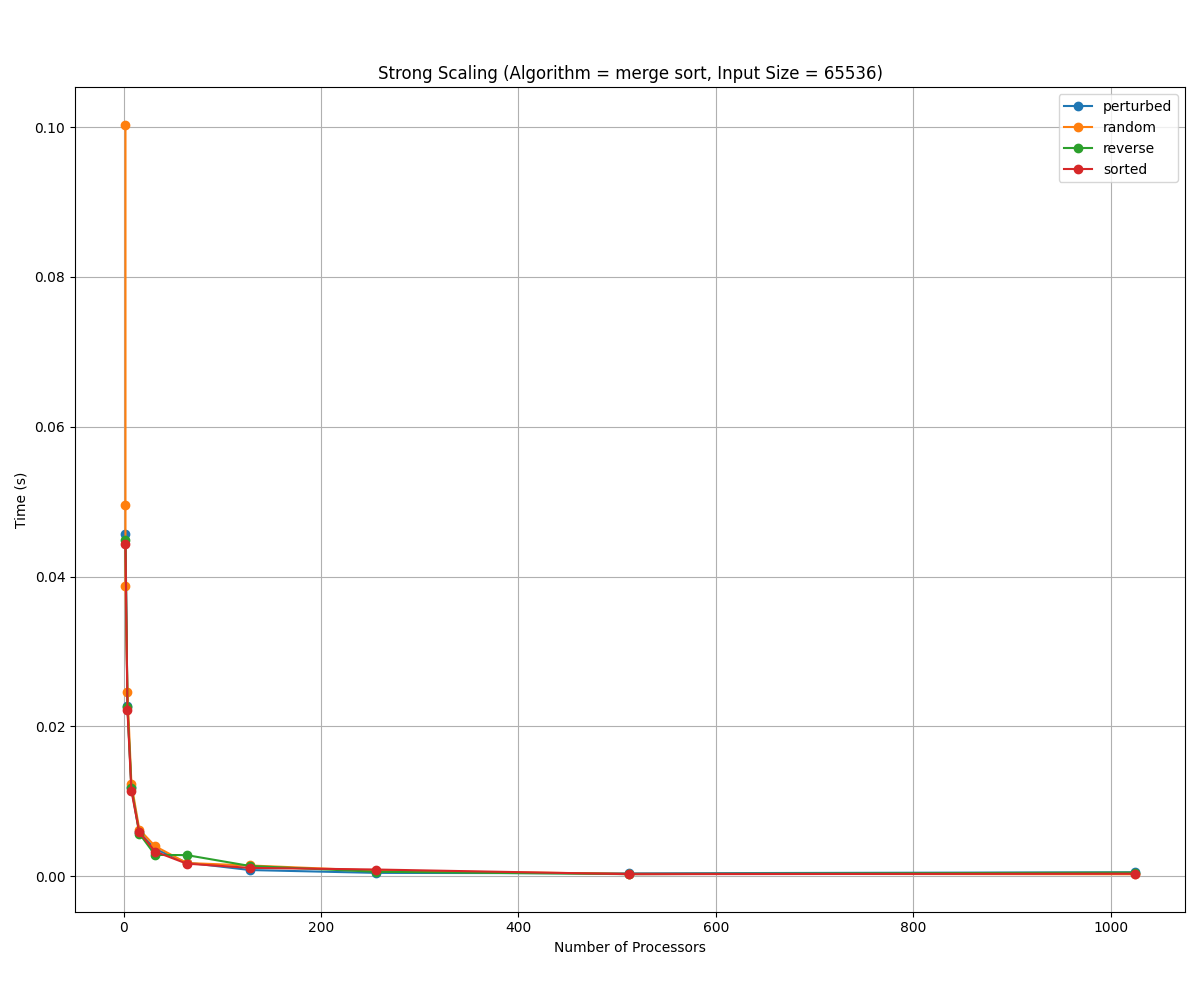 Strong Scaling (Algorithm = merge sort, Input Size = 65536)
perturbed
random
reverse
sorted
0.10
0.08
0.06
0.04
0.02
0.00
Time (s)
0 200 400 600 800 1000
Number of Processors